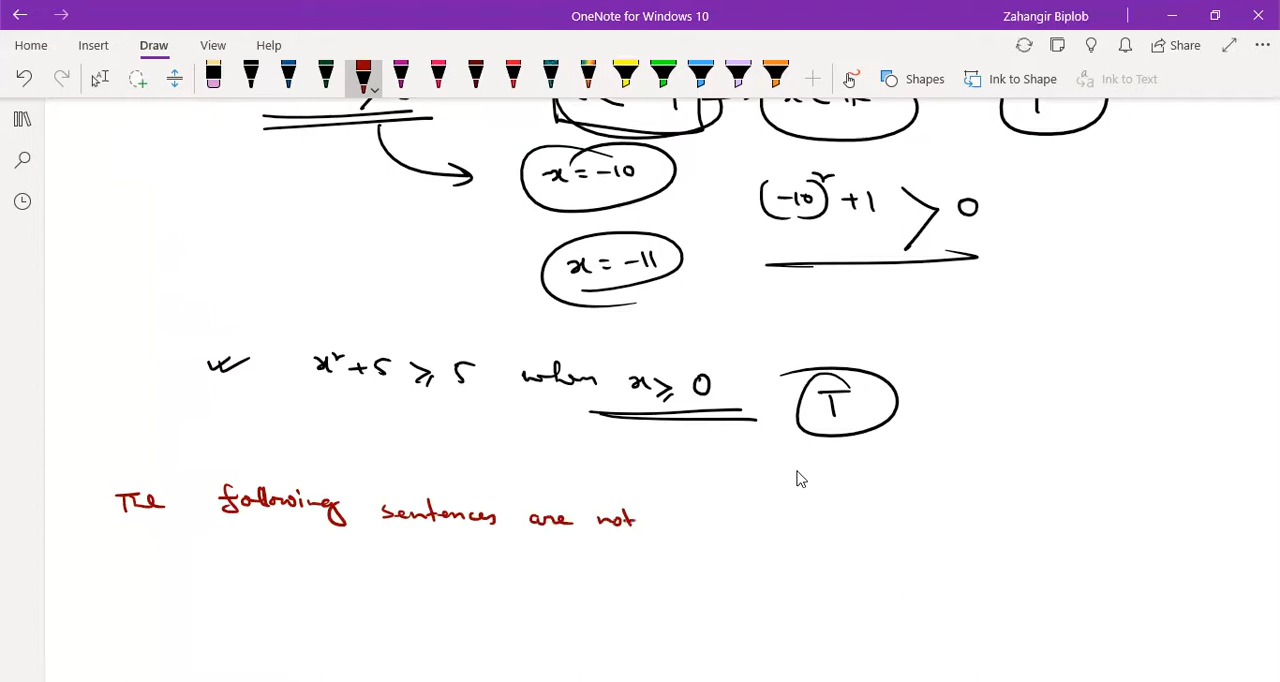 OneNote for Windows 10
Zahangir Biplob
Home Insert Draw View Help
Share
Shapes Ink to Shape Ink to Text
x = -10
(-10)² + 1 > 0
x = -11
x² + 5 ⩾ 5 when x ⩾ 0 T
The following sentences are not